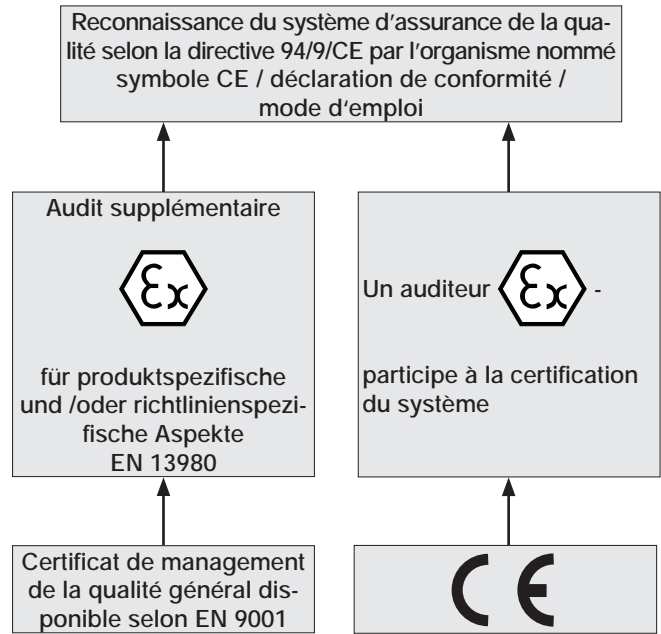 Reconnaissance du système d'assurance de la qua-
lité selon la directive 94/9/CE par l'organisme nommé
symbole CE / déclaration de conformité /
mode d'emploi
Audit supplémentaire
Ex
für produktspezifische
und /oder richtlinienspezi-
fische Aspekte
EN 13980
Un auditeur Ex -
participe à la certification
du système
Certificat de management
de la qualité général dis-
ponible selon EN 9001
CE